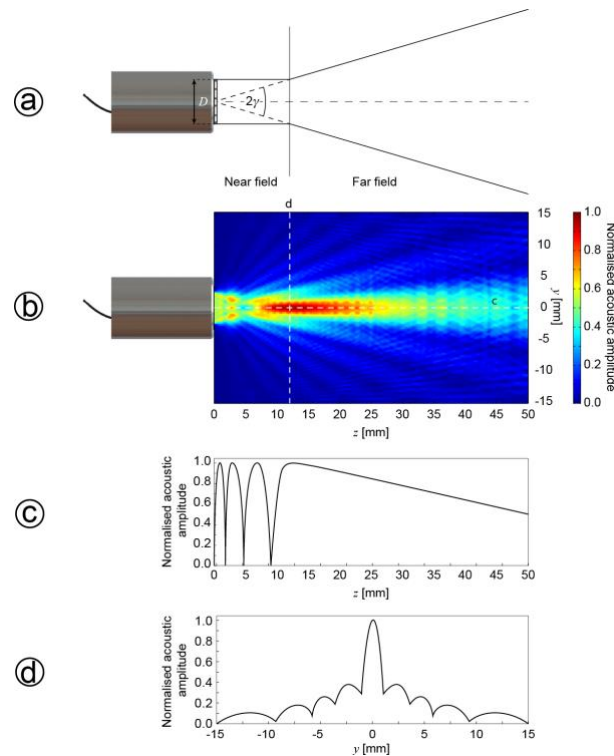 a
D
2γ
Near field
Far field
d
b
c
15
10
5
0
-5
-10
-15
y [mm]
1.0
0.8
0.6
0.4
0.2
0.0
Normalised acoustic amplitude
0 5 10 15 20 25 30 35 40 45 50
z [mm]
c
Normalised acoustic
amplitude
1.0
0.8
0.6
0.4
0.2
0
0 5 10 15 20 25 30 35 40 45 50
z [mm]
d
Normalised acoustic
amplitude
1.0
0.8
0.6
0.4
0.2
0.0
-15 -10 -5 0 5 10 15
y [mm]